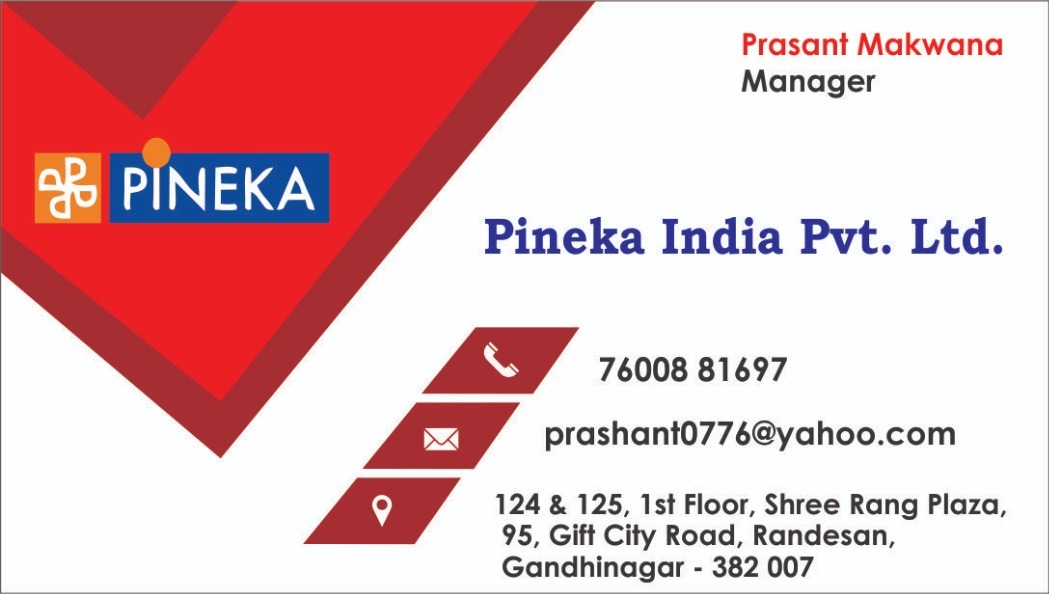 Prasant Makwana
Manager
PINEKA
Pineka India Pvt. Ltd.
76008 81697
prashant0776@yahoo.com
124 & 125, 1st Floor, Shree Rang Plaza,
95, Gift City Road, Randesan,
Gandhinagar - 382 007